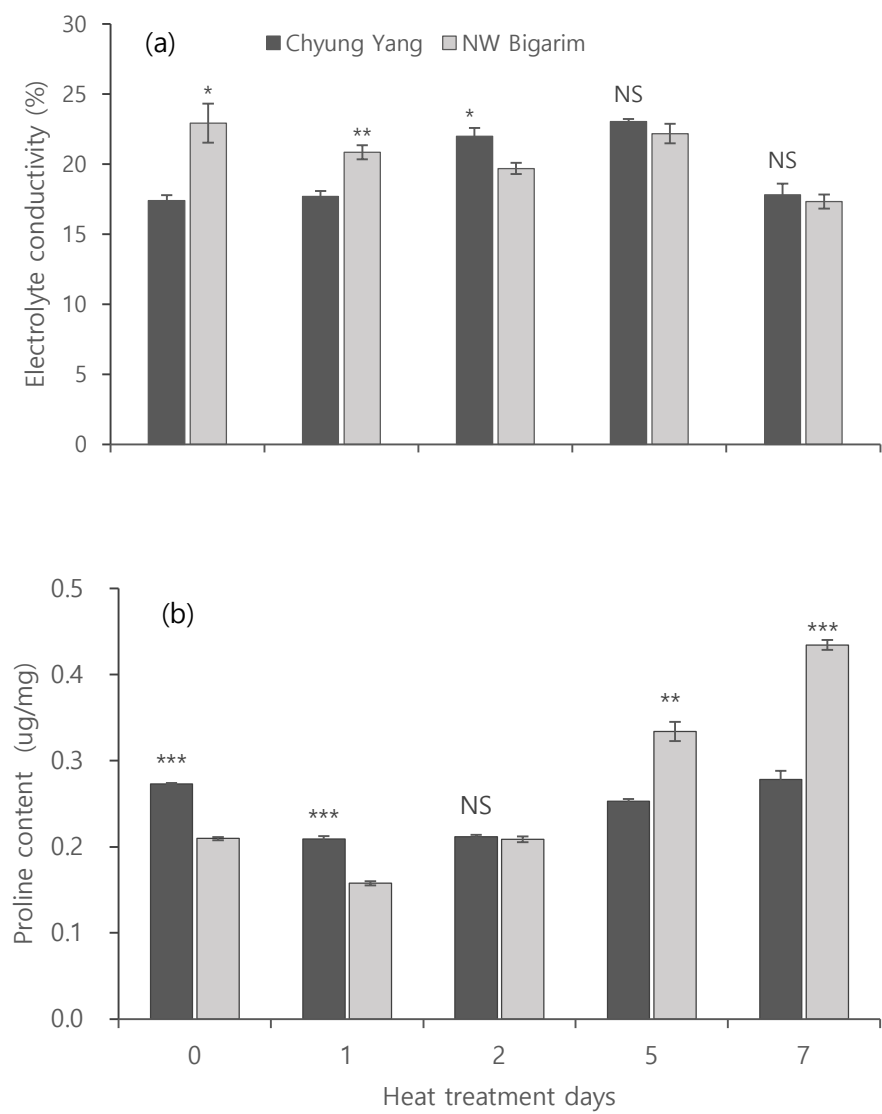 (a)
Chyung Yang NW Bigarim
Electrolyte conductivity (%)
30
25
20
15
10
5
0
* ** * NS NS
(b)
Proline content (ug/mg)
0.5
0.4
0.3
0.2
0.1
0.0
*** *** NS ** ***
0 1 2 5 7
Heat treatment days